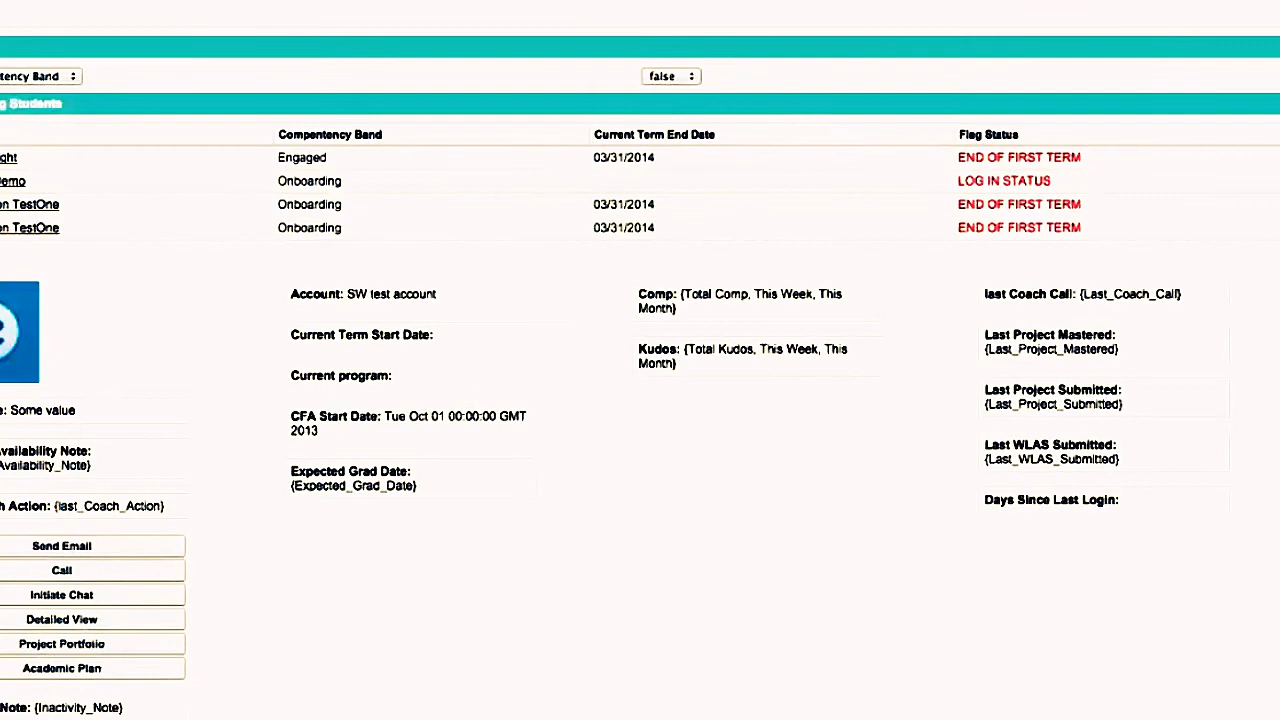 tency Band
false
g Students
Compentency Band
Current Term End Date
Flag Status
ght
Engaged
03/31/2014
END OF FIRST TERM
Demo
Onboarding
LOG IN STATUS
on TestOne
Onboarding
03/31/2014
END OF FIRST TERM
on TestOne
Onboarding
03/31/2014
END OF FIRST TERM
e: Some value
Availability Note:
Availability_Note}
h Action: {last_Coach_Action}
Send Email
Call
Initiate Chat
Detailed View
Project Portfolio
Academic Plan
Note: {Inactivity_Note}
Account: SW test account
Current Term Start Date:
Current program:
CFA Start Date: Tue Oct 01 00:00:00 GMT
2013
Expected Grad Date:
{Expected_Grad_Date}
Comp: {Total Comp, This Week, This
Month}
Kudos: {Total Kudos, This Week, This
Month}
last Coach Call: {Last_Coach_Call}
Last Project Mastered:
{Last_Project_Mastered}
Last Project Submitted:
{Last_Project_Submitted}
Last WLAS Submitted:
{Last_WLAS_Submitted}
Days Since Last Login: